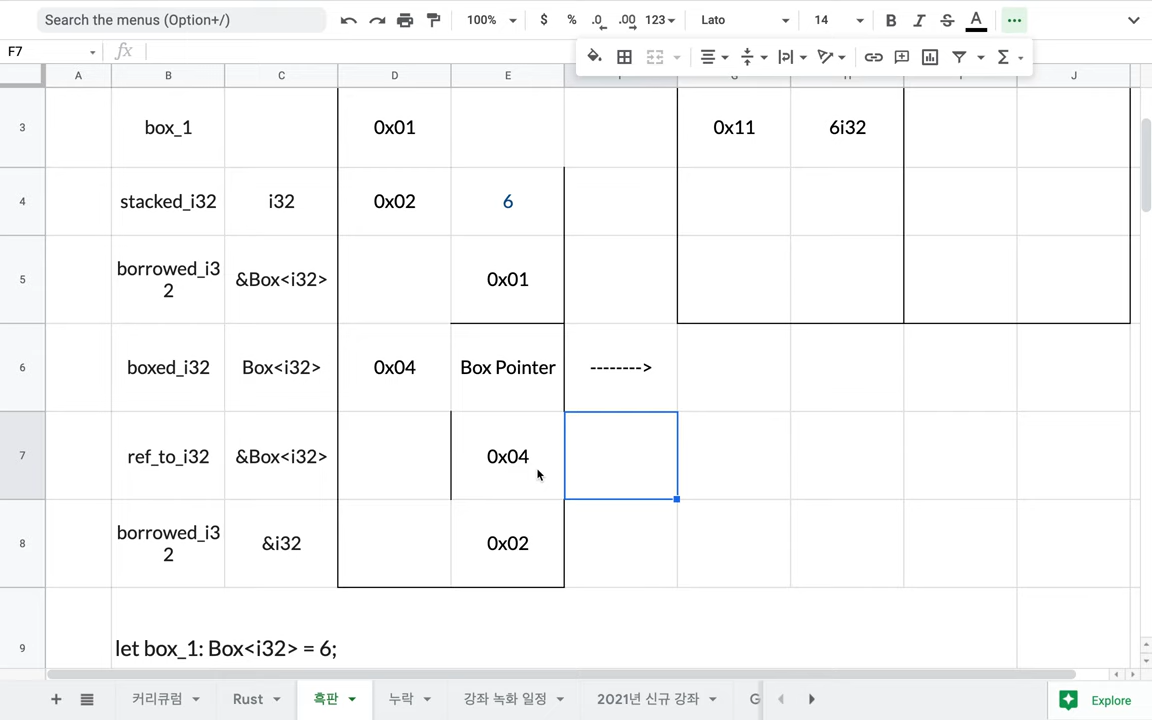 Search the menus (Option+/)
100%
$ % .0 .00 123
Lato
14
B I S A
F7
fx
A B C D E F G H I J
3 box_1 0x01 0x11 6i32
4 stacked_i32 i32 0x02 6
5 borrowed_i3
2 &Box<i32> 0x01
6 boxed_i32 Box<i32> 0x04 Box Pointer -------->
7 ref_to_i32 &Box<i32> 0x04
8 borrowed_i3
2 &i32 0x02
9 let box_1: Box<i32> = 6;
커리큘럼 Rust 흑판 누락 강좌 녹화 일정 2021년 신규 강좌 G
Explore